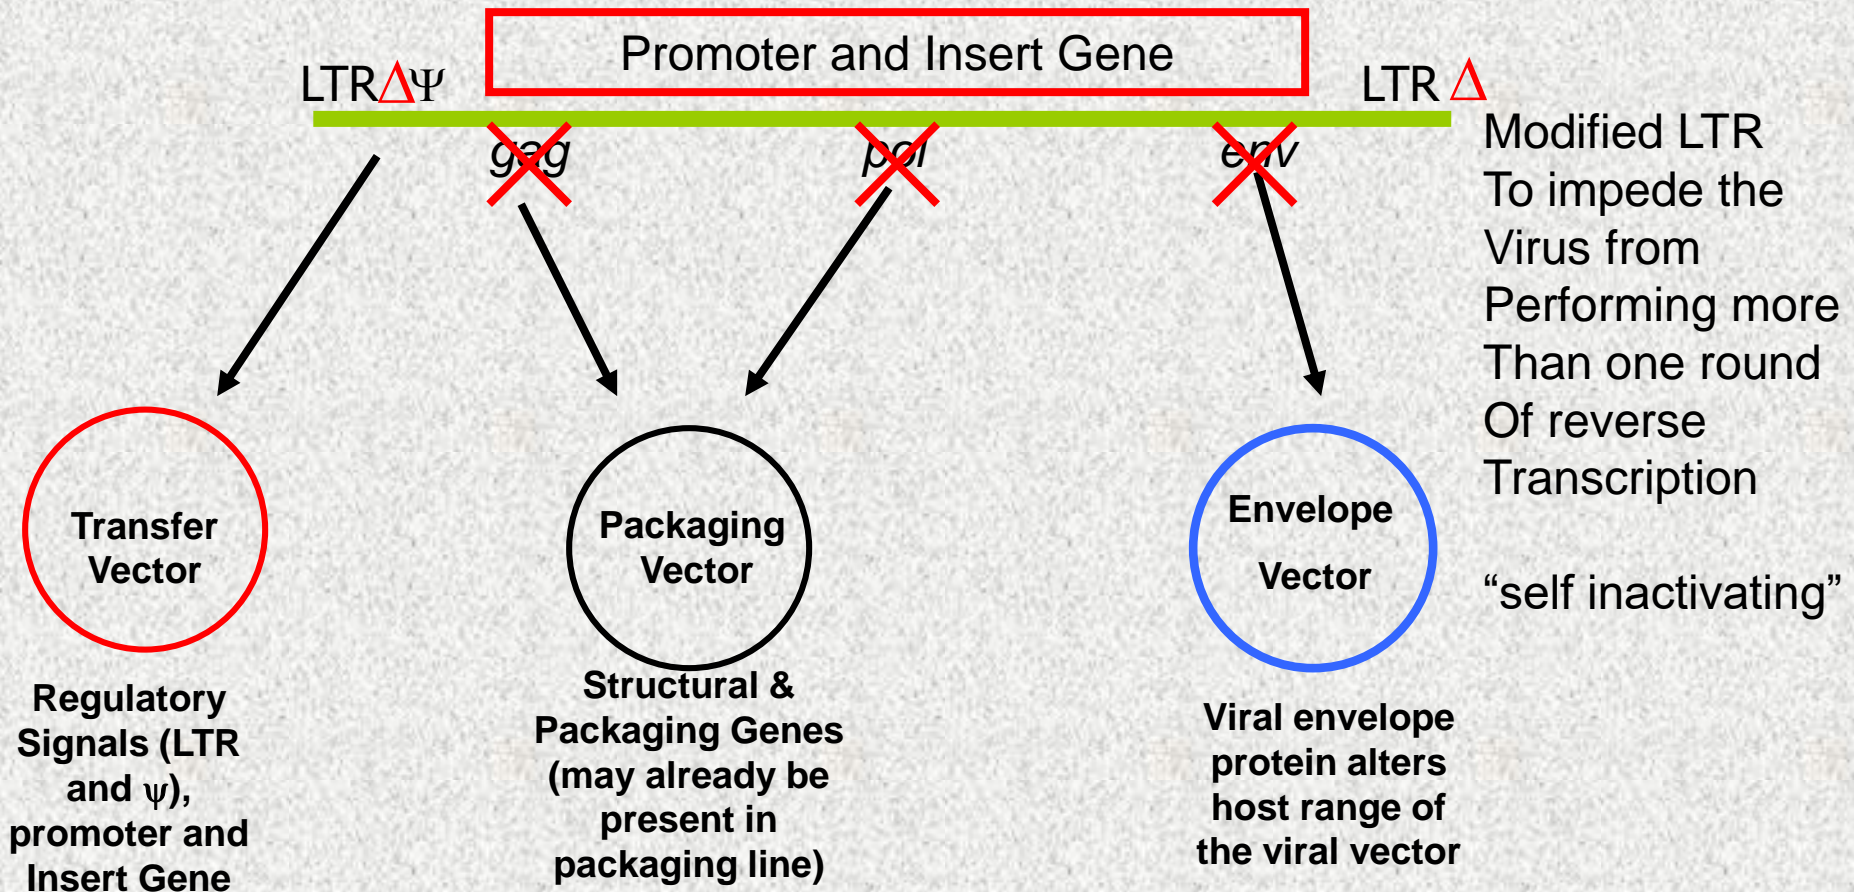 Promoter and Insert Gene
LTRΔΨ
LTR Δ
gag
pol
env
Modified LTR
To impede the
Virus from
Performing more
Than one round
Of reverse
Transcription
“self inactivating”
Transfer
Vector
Packaging
Vector
Envelope
Vector
Regulatory
Signals (LTR
and ψ),
promoter and
Insert Gene
Structural &
Packaging Genes
(may already be
present in
packaging line)
Viral envelope
protein alters
host range of
the viral vector